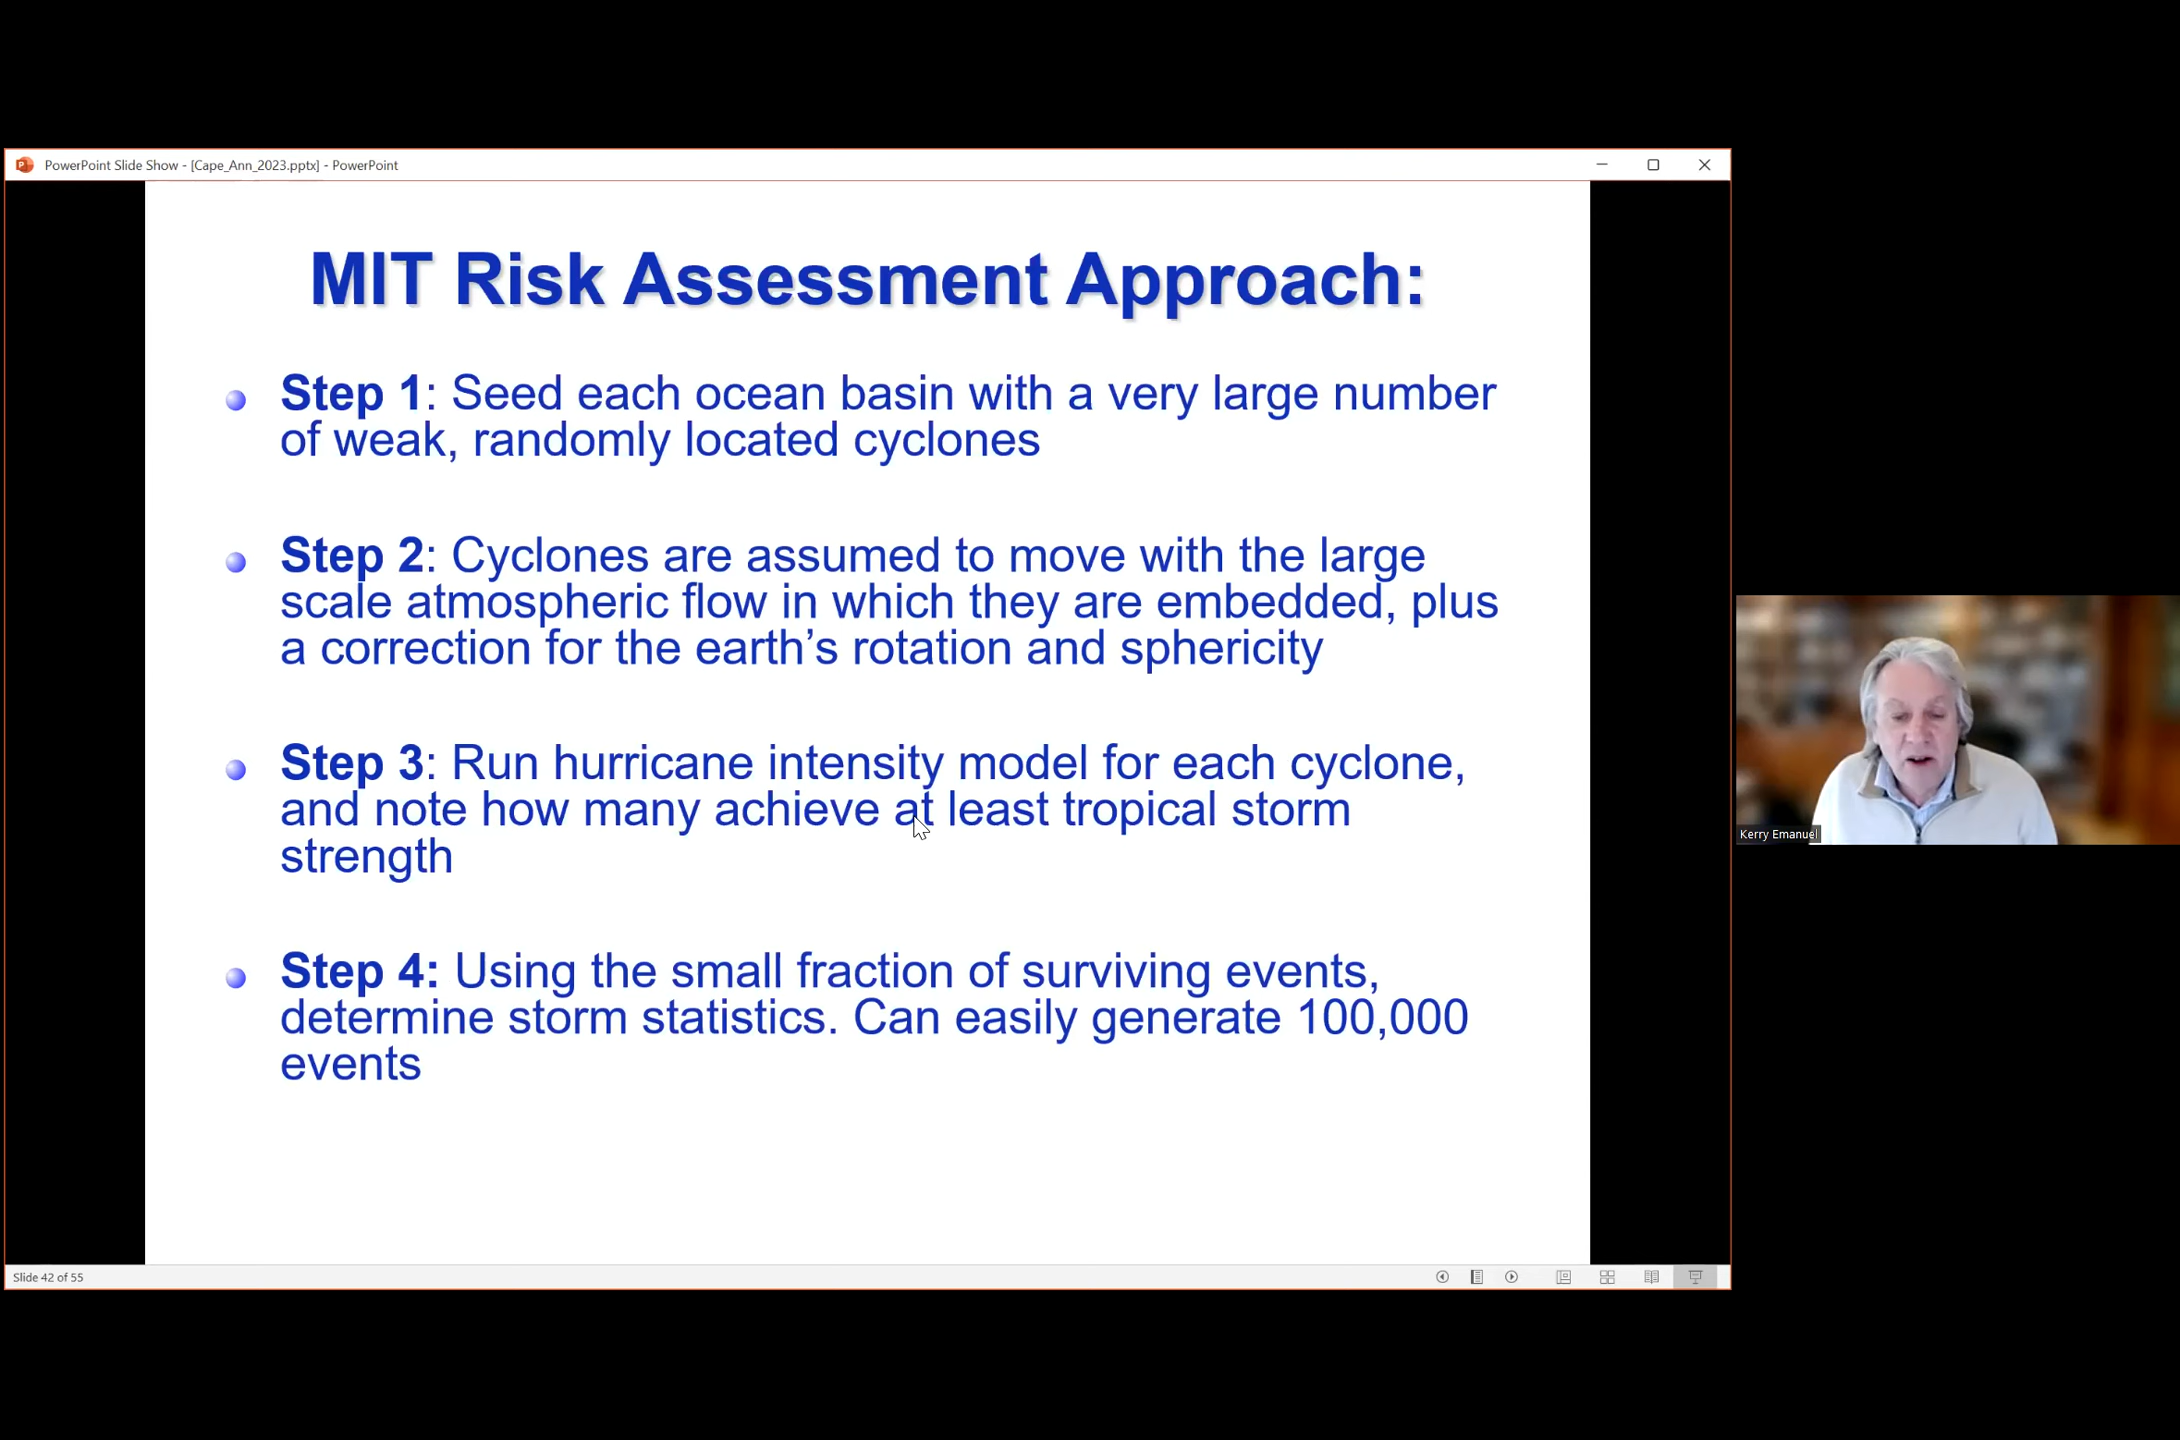 PowerPoint Slide Show - [Cape_Ann_2023.pptx] - PowerPoint
MIT Risk Assessment Approach:
Step 1: Seed each ocean basin with a very large number
of weak, randomly located cyclones
Step 2: Cyclones are assumed to move with the large
scale atmospheric flow in which they are embedded, plus
a correction for the earth’s rotation and sphericity
Step 3: Run hurricane intensity model for each cyclone,
and note how many achieve at least tropical storm
strength
Step 4: Using the small fraction of surviving events,
determine storm statistics. Can easily generate 100,000
events
Kerry Emanuel
Slide 42 of 55